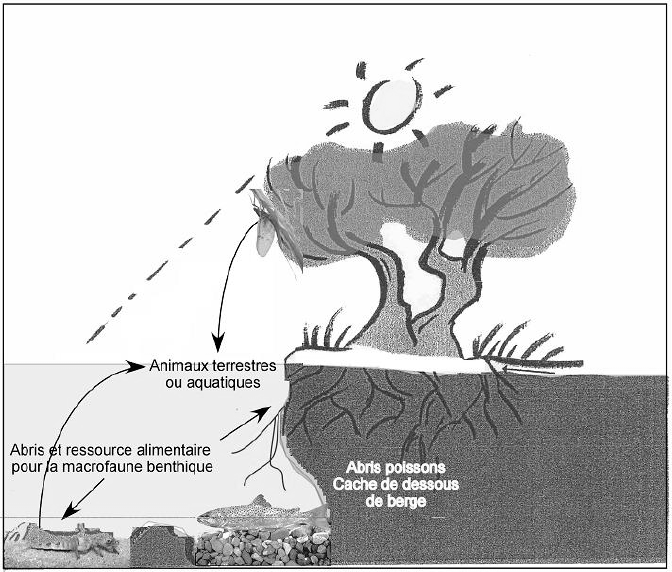 Animaux terrestres
ou aquatiques
Abris et ressource alimentaire
pour la macrofaune benthique
Abris poissons
Cache de dessous
de berge